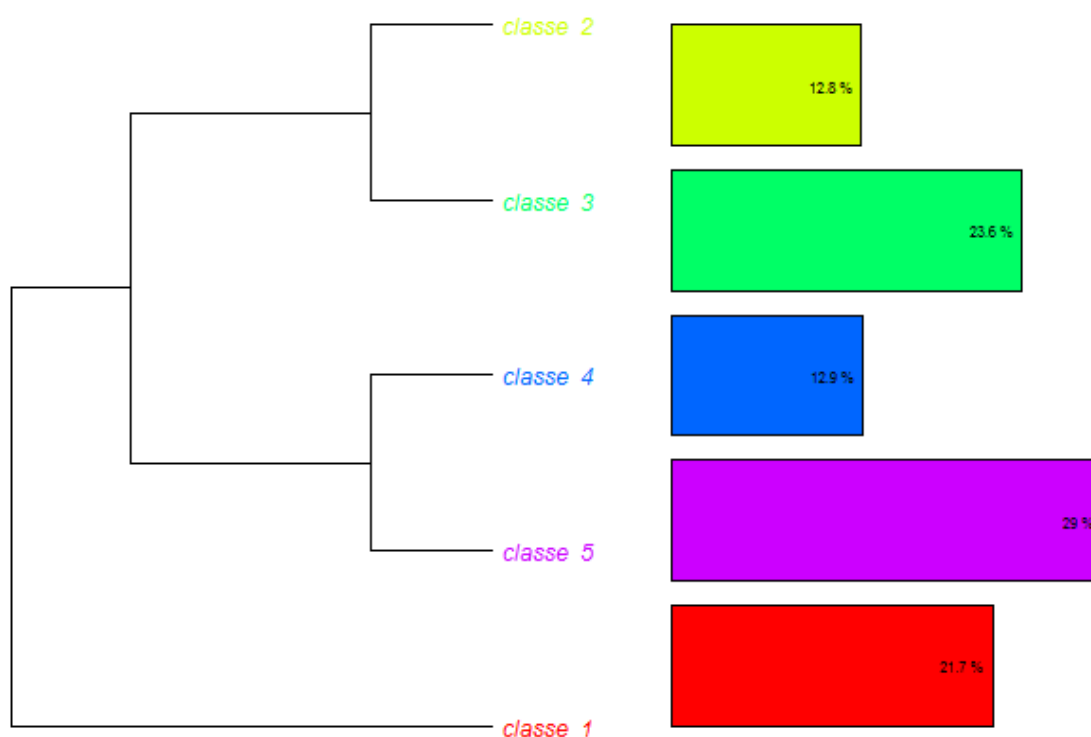 classe 2
12.8 %
classe 3
23.6 %
classe 4
12.9 %
classe 5
29 %
21.7 %
classe 1